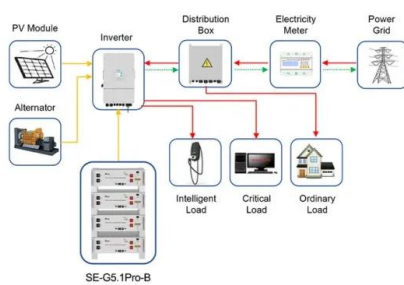 PV Module
Inverter
Distribution
Box
Electricity
Meter
Power
Grid
Alternator
Intelligent
Load
Critical
Load
Ordinary
Load
SE-G5.1Pro-B